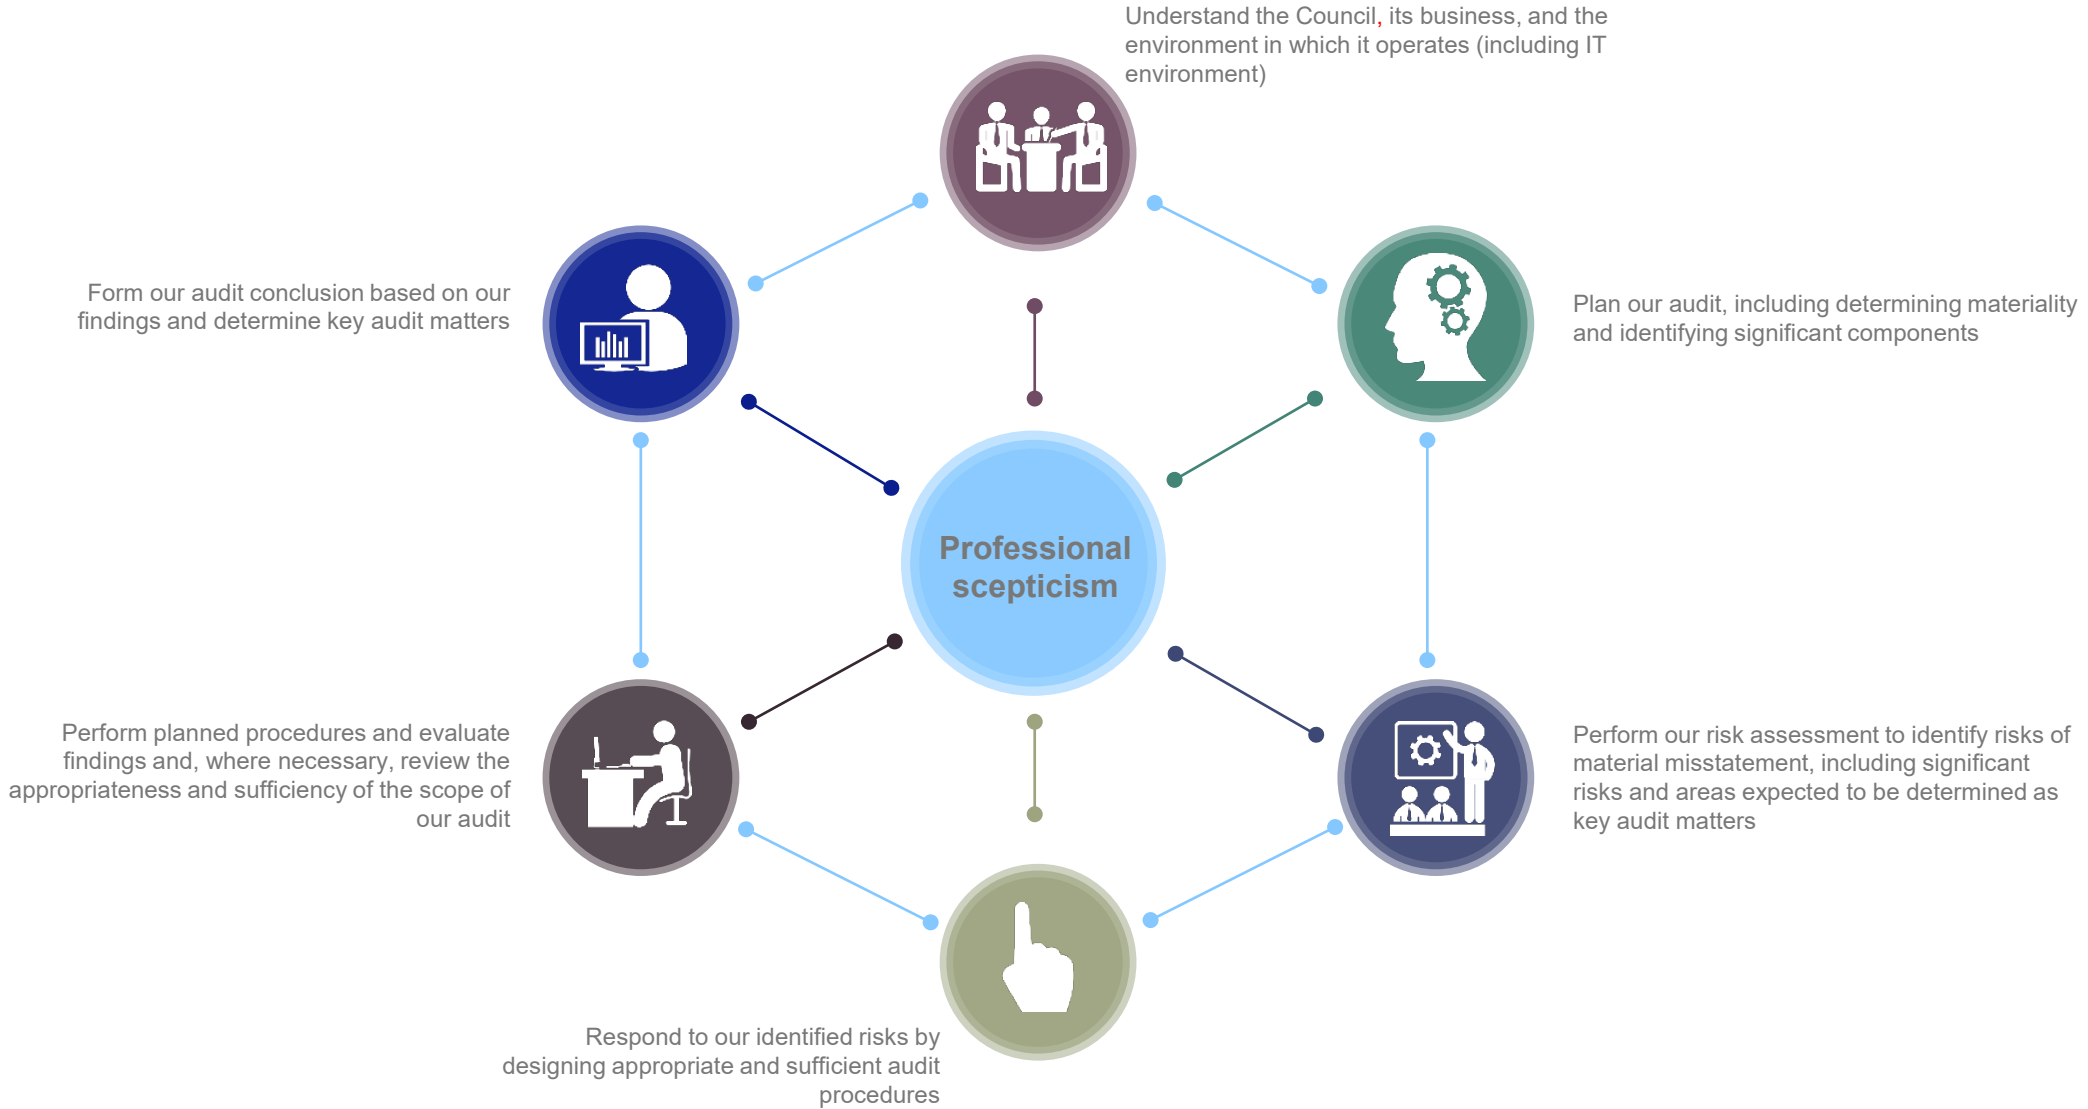 Understand the Council, its business, and the
environment in which it operates (including IT
environment)
Plan our audit, including determining materiality
and identifying significant components
Perform our risk assessment to identify risks of
material misstatement, including significant
risks and areas expected to be determined as
key audit matters
Respond to our identified risks by
designing appropriate and sufficient audit
procedures
Perform planned procedures and evaluate
findings and, where necessary, review the
appropriateness and sufficiency of the scope of
our audit
Form our audit conclusion based on our
findings and determine key audit matters
Professional
scepticism